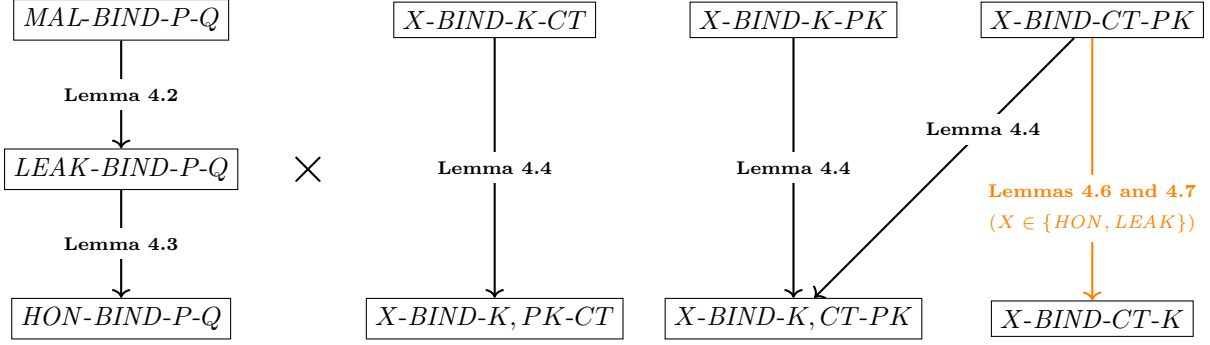 MAL-BIND-P-Q
X-BIND-K-CT
X-BIND-K-PK
X-BIND-CT-PK
Lemma 4.2
Lemma 4.4
LEAK-BIND-P-Q
×
Lemma 4.4
Lemma 4.4
Lemmas 4.6 and 4.7
(X ∈ {HON, LEAK})
Lemma 4.3
HON-BIND-P-Q
X-BIND-K, PK-CT
X-BIND-K, CT-PK
X-BIND-CT-K